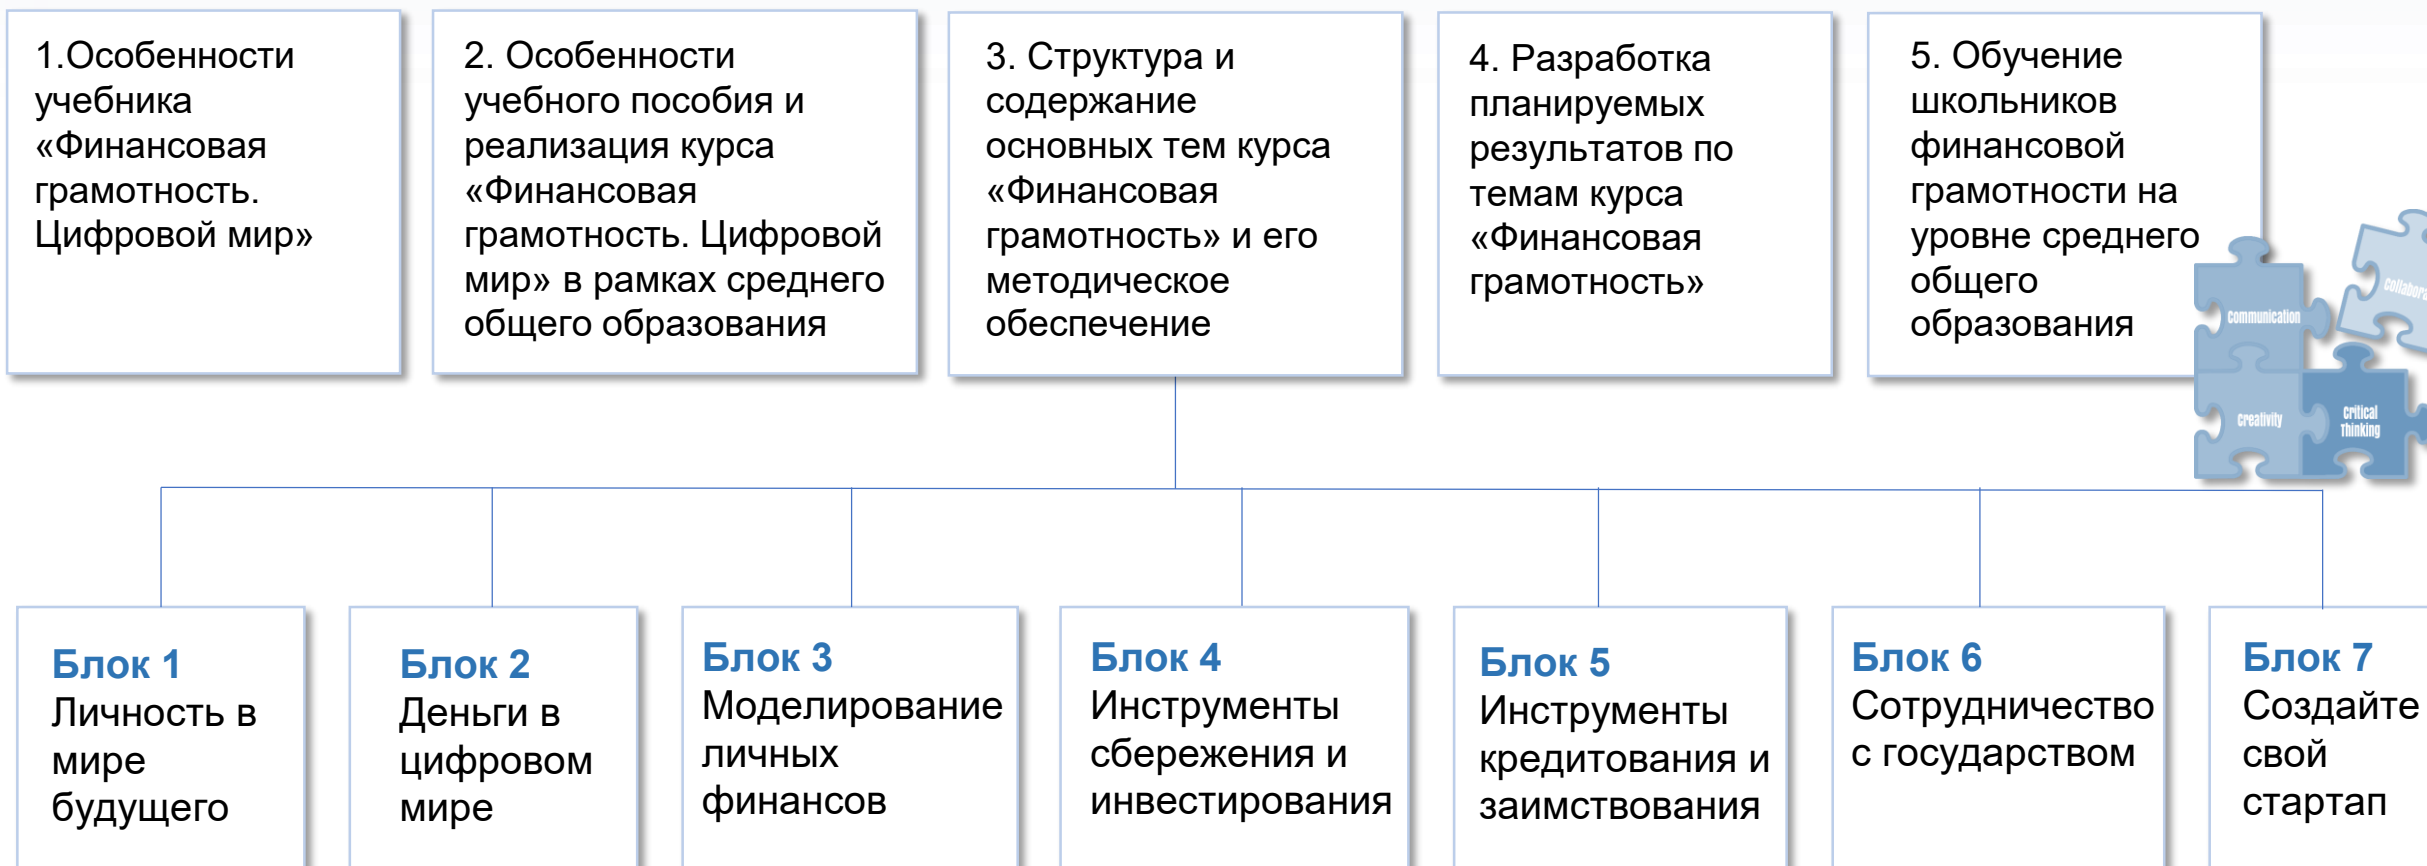 1.Особенности
учебника
«Финансовая
грамотность.
Цифровой мир»
2. Особенности
учебного пособия и
реализация курса
«Финансовая
грамотность. Цифровой
мир» в рамках среднего
общего образования
3. Структура и
содержание
основных тем курса
«Финансовая
грамотность» и его
методическое
обеспечение
4. Разработка
планируемых
результатов по
темам курса
«Финансовая
грамотность»
5. Обучение
школьников
финансовой
грамотности на
уровне среднего
общего
образования
communication
creativity
critical
Thinking
Блок 1
Личность в
мире
будущего
Блок 2
Деньги в
цифровом
мире
Блок 3
Моделирование
личных
финансов
Блок 4
Инструменты
сбережения и
инвестирования
Блок 5
Инструменты
кредитования и
заимствования
Блок 6
Сотрудничество
с государством
Блок 7
Создайте
свой
стартап